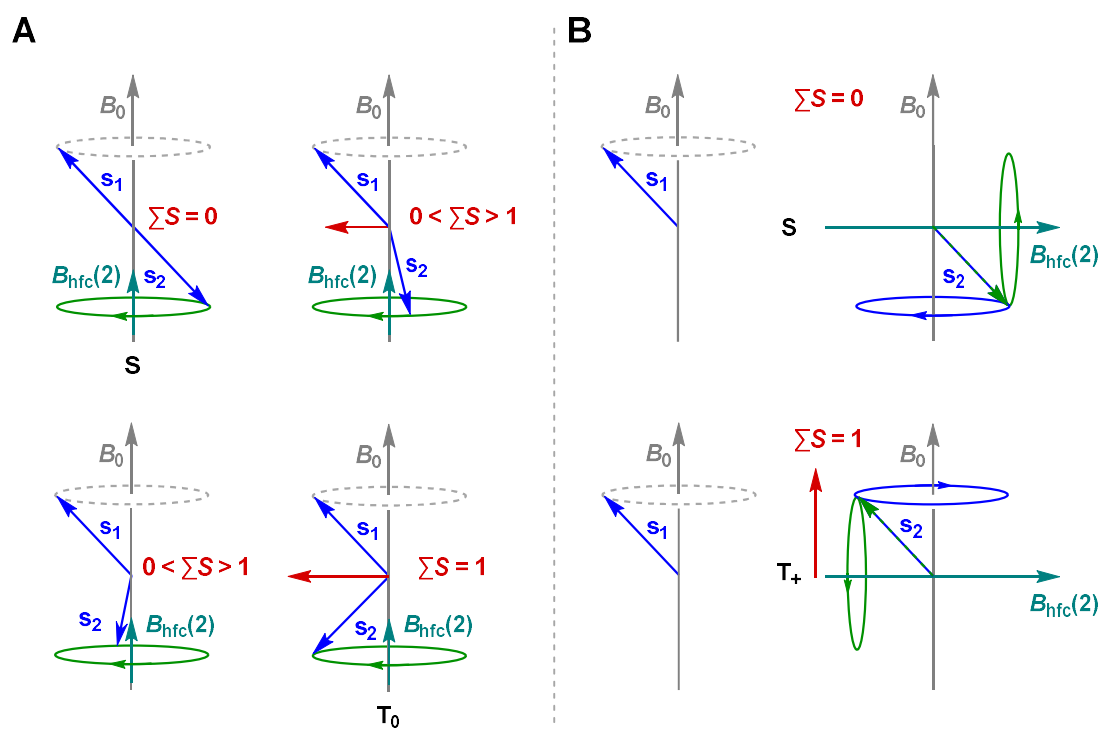 A
B
B₀
s₁
∑S = 0
Bhfc(2)
s₂
S
B₀
s₁
0 < ∑S > 1
Bhfc(2)
s₂
B₀
s₁
∑S = 0
B₀
S
Bhfc(2)
s₂
B₀
s₁
0 < ∑S > 1
s₂
Bhfc(2)
B₀
s₁
∑S = 1
s₂
Bhfc(2)
T₀
B₀
s₁
∑S = 1
B₀
s₂
T₊
Bhfc(2)